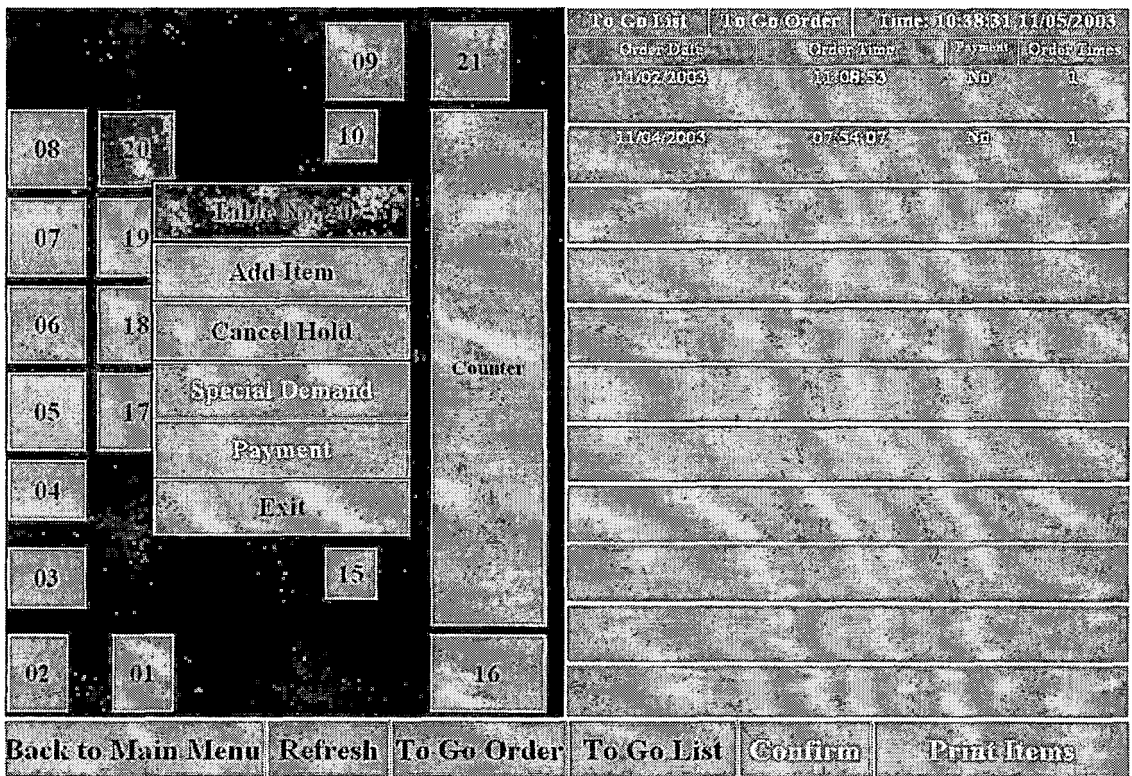 To Go List To Go Order Time: 10:38:31 11/05/2003
Order Date Order Time Payment Order Times
11/02/2003 11:08:53 No 1
11/04/2003 07:54:07 No 1
09 21
08 20 10
Table No. 20
07 19
Add Item
06 18
Cancel Hold
Counter
Special Demand
05 17
Payment
04
Exit
03 15
02 01 16
Back to Main Menu Refresh To Go Order To Go List Confirm Print Items